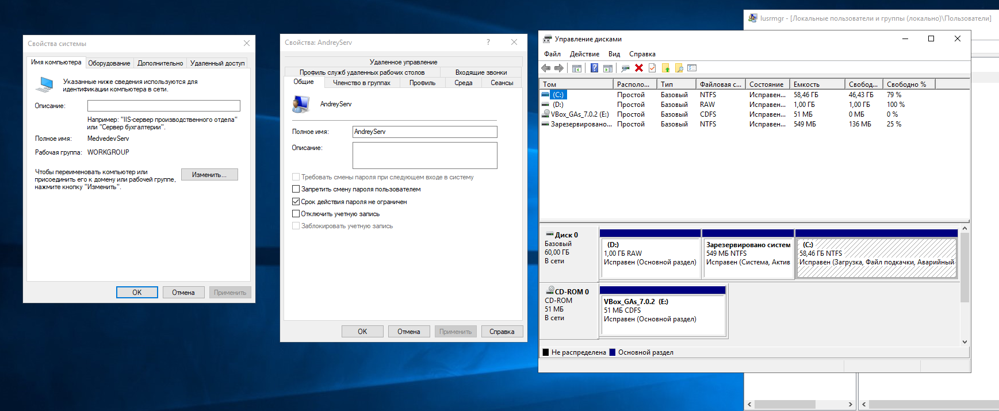 lusrmgr - [Локальные пользователи и группы (локально)\Пользователи]
Свойства системы
Имя компьютера
Оборудование
Дополнительно
Удаленный доступ
Указанные ниже сведения используются для
идентификации компьютера в сети.
Описание:
Например: "IIS-сервер производственного отдела"
или "Сервер бухгалтерии".
Полное имя: MedvedevServ
Рабочая группа: WORKGROUP
Чтобы переименовать компьютер или
присоединить его к домену или рабочей группе,
нажмите кнопку "Изменить".
Изменить...
OK
Отмена
Применить
Свойства: AndreyServ
?
Удаленное управление
Профиль служб удаленных рабочих столов
Входящие звонки
Общие
Членство в группах
Профиль
Среда
Сеансы
AndreyServ
Полное имя: AndreyServ
Описание:
Требовать смены пароля при следующем входе в систему
Запретить смену пароля пользователем
Срок действия пароля не ограничен
Отключить учетную запись
Заблокировать учетную запись
OK
Отмена
Применить
Справка
Управление дисками
Файл Действие Вид Справка
Том Располо... Тип Файловая с... Состояние Емкость Свобод... Свободно %
(C:) Простой Базовый NTFS Исправен... 58,46 ГБ 46,43 ГБ 79 %
(D:) Простой Базовый RAW Исправен... 1,00 ГБ 1,00 ГБ 100 %
VBox_GAs_7.0.2 (E:) Простой Базовый CDFS Исправен... 51 МБ 0 МБ 0 %
Зарезервировано... Простой Базовый NTFS Исправен... 549 МБ 136 МБ 25 %
Диск 0
Базовый
60,00 ГБ
В сети
(D:)
1,00 ГБ RAW
Исправен (Основной раздел)
Зарезервировано систем
549 МБ NTFS
Исправен (Система, Актив
(C:)
58,46 ГБ NTFS
Исправен (Загрузка, Файл подкачки, Аварийный
CD-ROM 0
CD-ROM
51 МБ
В сети
VBox_GAs_7.0.2 (E:)
51 МБ CDFS
Исправен (Основной раздел)
Не распределена
Основной раздел